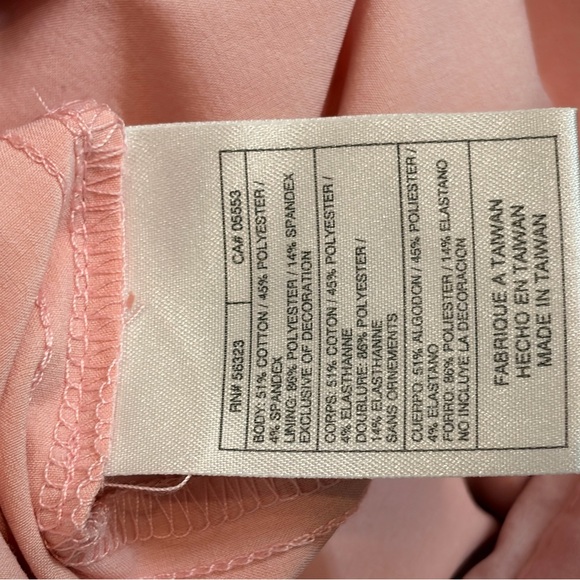 RN# 56323 CA# 05553
BODY: 51% COTTON / 45% POLYESTER /
4% SPANDEX
LINING: 86% POLYESTER / 14% SPANDEX
EXCLUSIVE OF DECORATION
CORPS: 51% COTON / 45% POLYESTER /
4% ELASTHANNE
DOUBLURE: 86% POLYESTER /
14% ELASTHANNE
SANS ORNEMENTS
CUERPO: 51% ALGODON / 45% POLIESTER /
4% ELASTANO
FORRO: 86% POLIESTER / 14% ELASTANO
NO INCLUYE LA DECORACION
FABRIQUE A TAIWAN
HECHO EN TAIWAN
MADE IN TAIWAN